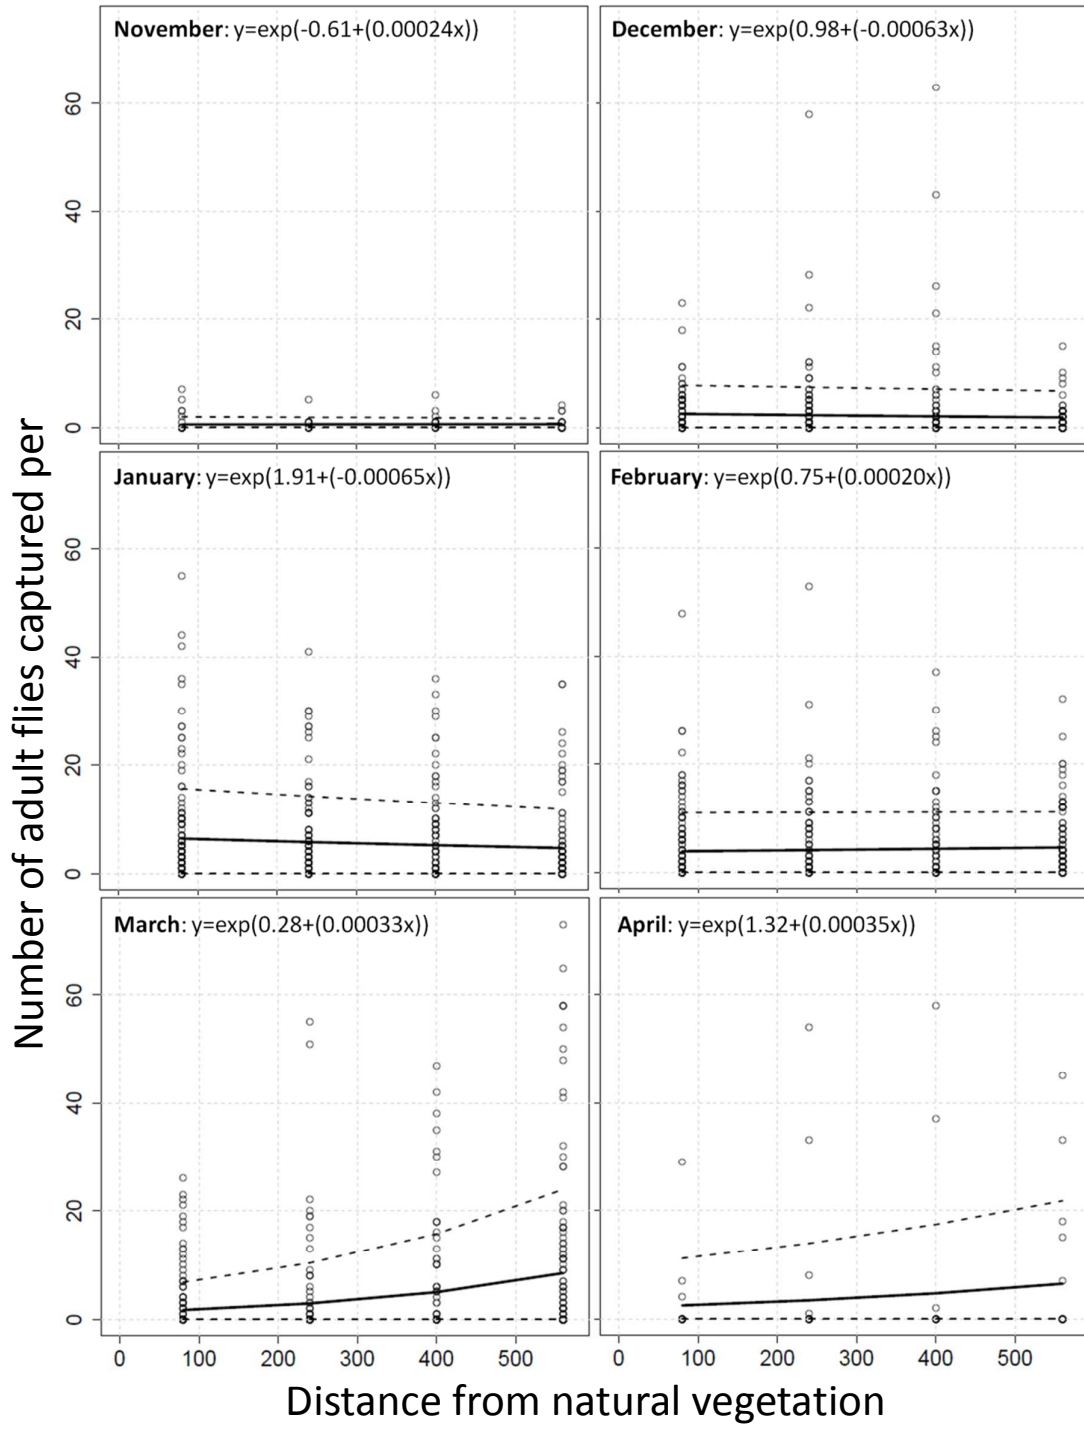 Number of adult flies captured per
November: y=exp(-0.61+(0.00024x))
December: y=exp(0.98+(-0.00063x))
60
40
20
0
January: y=exp(1.91+(-0.00065x))
February: y=exp(0.75+(0.00020x))
60
40
20
0
March: y=exp(0.28+(0.00033x))
April: y=exp(1.32+(0.00035x))
60
40
20
0
0 100 200 300 400 500
0 100 200 300 400 500
Distance from natural vegetation